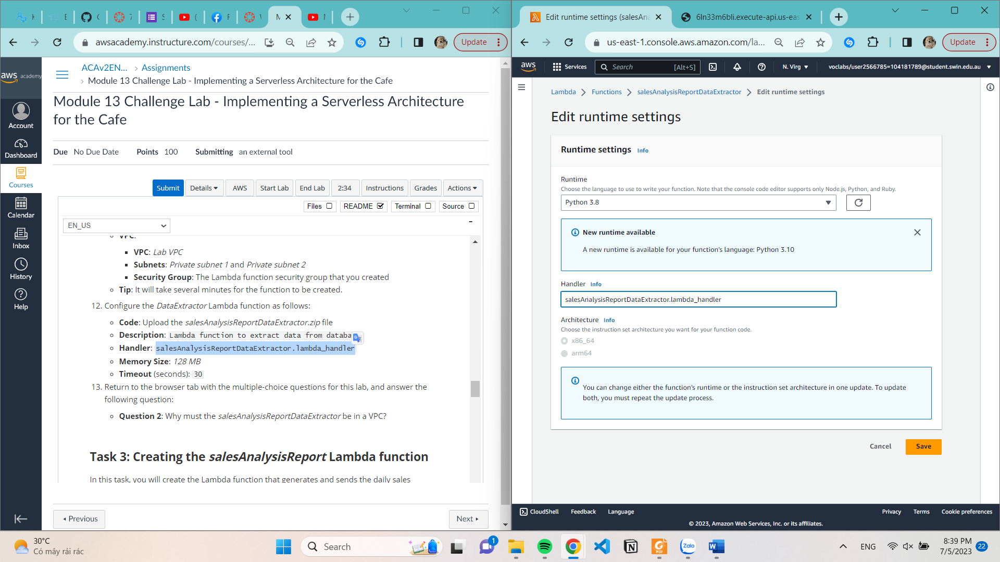 Update
awsacademy.instructure.com/courses/...
aws academy
Account
Dashboard
Courses
Calendar
Inbox
History
Help
ACAv2EN... > Assignments
> Module 13 Challenge Lab - Implementing a Serverless Architecture for the Cafe
Module 13 Challenge Lab - Implementing a Serverless Architecture
for the Cafe
Due No Due Date Points 100 Submitting an external tool
Submit Details AWS Start Lab End Lab 2:34 Instructions Grades Actions
Files README Terminal Source
EN_US
VPC:
VPC: Lab VPC
Subnets: Private subnet 1 and Private subnet 2
Security Group: The Lambda function security group that you created
Tip: It will take several minutes for the function to be created.
12. Configure the DataExtractor Lambda function as follows:
Code: Upload the salesAnalysisReportDataExtractor.zip file
Description: Lambda function to extract data from databa
Handler: salesAnalysisReportDataExtractor.lambda_handler
Memory Size: 128 MB
Timeout (seconds): 30
13. Return to the browser tab with the multiple-choice questions for this lab, and answer the
following question:
Question 2: Why must the salesAnalysisReportDataExtractor be in a VPC?
Task 3: Creating the salesAnalysisReport Lambda function
In this task, you will create the Lambda function that generates and sends the daily sales
Previous Next
Edit runtime settings (salesAna
6ln33m6bli.execute-api.us-eas
us-east-1.console.aws.amazon.com/la...
Update
aws Services Search [Alt+S] N. Virg voclabs/user2566785=104181789@student.swin.edu.au
Lambda > Functions > salesAnalysisReportDataExtractor > Edit runtime settings
Edit runtime settings
Runtime settings Info
Runtime
Choose the language to use to write your function. Note that the console code editor supports only Node.js, Python, and Ruby.
Python 3.8
New runtime available
A new runtime is available for your function's language: Python 3.10
Handler Info
salesAnalysisReportDataExtractor.lambda_handler
Architecture Info
Choose the instruction set architecture you want for your function code.
x86_64
arm64
You can change either the function's runtime or the instruction set architecture in one update. To update
both, you must repeat the update process.
Cancel Save
CloudShell Feedback Language Privacy Terms Cookie preferences
© 2023, Amazon Web Services, Inc. or its affiliates.
30°C
Có mây rải rác
Search
1
PDF
Zalo
ENG
8:39 PM
7/5/2023
22